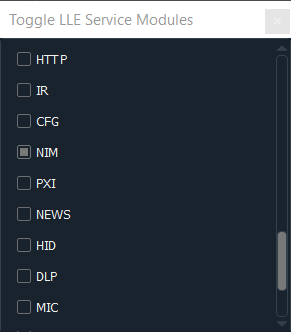 Toggle LLE Service Modules
HTTP
IR
CFG
NIM
PXI
NEWS
HID
DLP
MIC